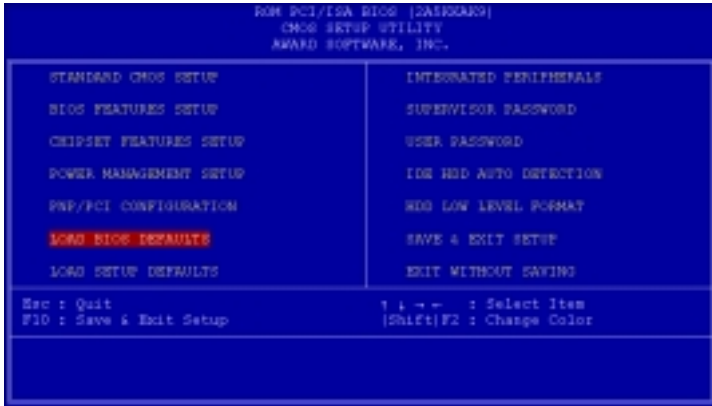 ROM PCI/ISA BIOS
CMOS SETUP UTILITY
AWARD SOFTWARE, INC.
STANDARD CMOS SETUP
BIOS FEATURES SETUP
CHIPSET FEATURES SETUP
POWER MANAGEMENT SETUP
PNP/PCI CONFIGURATION
LOAD BIOS DEFAULTS
LOAD SETUP DEFAULTS
INTEGRATED PERIPHERALS
SUPERVISOR PASSWORD
USER PASSWORD
IDE HDD AUTO DETECTION
HDD LOW LEVEL FORMAT
SAVE & EXIT SETUP
EXIT WITHOUT SAVING
Esc : Quit
F10 : Save & Exit Setup
↑ ↓ → ← : Select Item
(Shift)F2 : Change Color